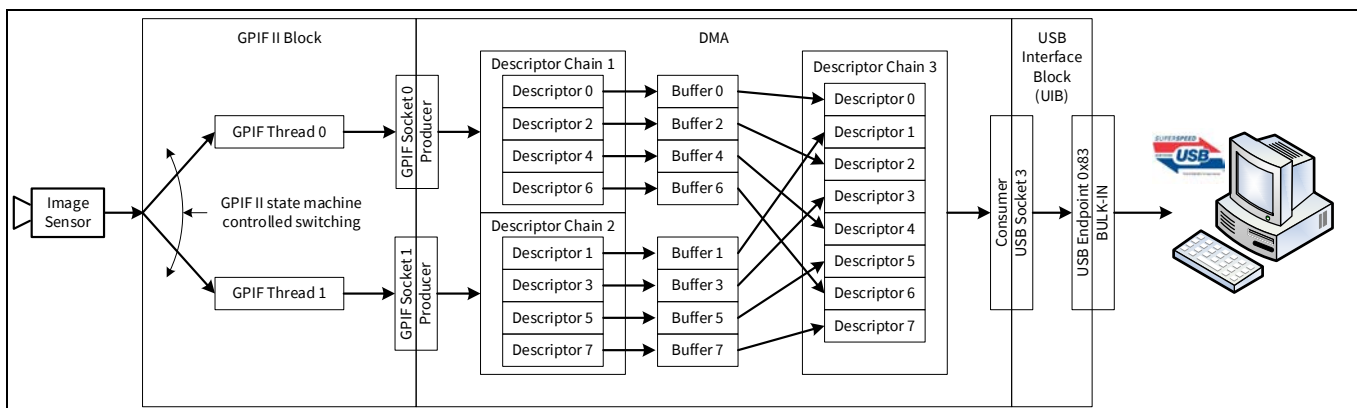 GPIF II Block
DMA
USB
Interface
Block
(UIB)
Image
Sensor
GPIF Thread 0
GPIF II state machine
controlled switching
GPIF Thread 1
GPIF Socket 0
Producer
GPIF Socket 1
Producer
Descriptor Chain 1
Descriptor 0
Descriptor 2
Descriptor 4
Descriptor 6
Descriptor Chain 2
Descriptor 1
Descriptor 3
Descriptor 5
Descriptor 7
Buffer 0
Buffer 2
Buffer 4
Buffer 6
Buffer 1
Buffer 3
Buffer 5
Buffer 7
Descriptor Chain 3
Descriptor 0
Descriptor 1
Descriptor 2
Descriptor 3
Descriptor 4
Descriptor 5
Descriptor 6
Descriptor 7
Consumer
USB Socket 3
USB Endpoint 0x83
BULK-IN
SUPERSPEED
USB